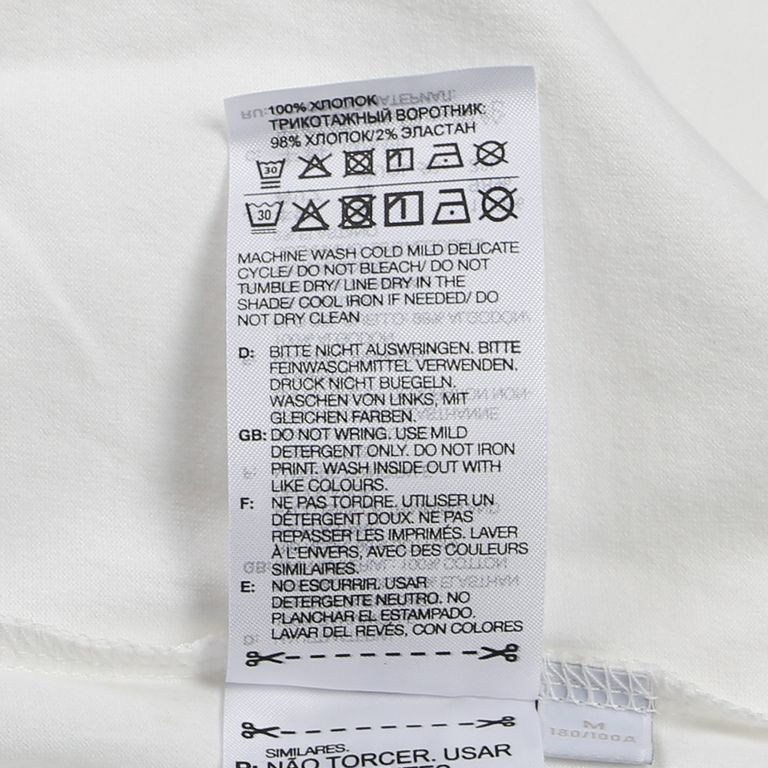 100% ХЛОПОК
ТРИКОТАЖНЫЙ ВОРОТНИК:
98% ХЛОПОК/2% ЭЛАСТАН
30
30
MACHINE WASH COLD MILD DELICATE
CYCLE/ DO NOT BLEACH/ DO NOT
TUMBLE DRY/ LINE DRY IN THE
SHADE/ COOL IRON IF NEEDED/ DO
NOT DRY CLEAN
D: BITTE NICHT AUSWRINGEN. BITTE
FEINWASCHMITTEL VERWENDEN.
DRUCK NICHT BUEGELN.
WASCHEN VON LINKS, MIT
GLEICHEN FARBEN.
GB: DO NOT WRING. USE MILD
DETERGENT ONLY. DO NOT IRON
PRINT. WASH INSIDE OUT WITH
LIKE COLOURS.
F: NE PAS TORDRE. UTILISER UN
DÉTERGENT DOUX. NE PAS
REPASSER LES IMPRIMÉS. LAVER
À L'ENVERS, AVEC DES COULEURS
SIMILAIRES.
E: NO ESCURRIR. USAR
DETERGENTE NEUTRO. NO
PLANCHAR EL ESTAMPADO.
LAVAR DEL REVÉS, CON COLORES
SIMILARES.
P: NÃO TORCER. USAR
M
180/100A